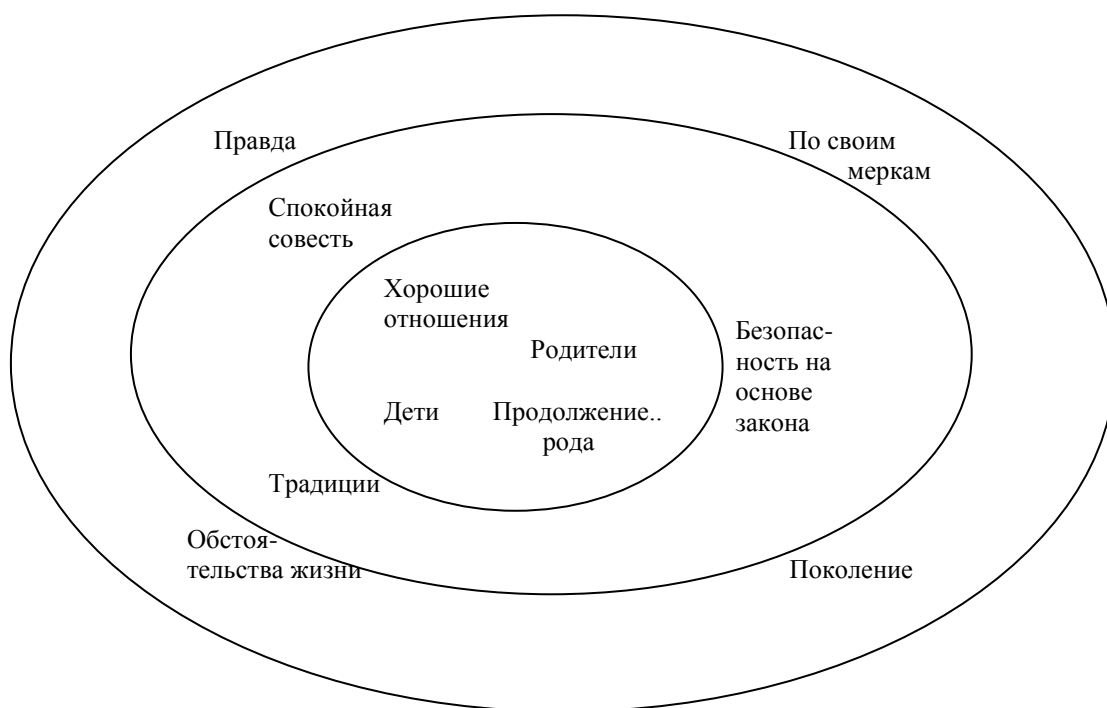 Правда
По своим
меркам
Спокойная
совесть
Хорошие
отношения
Родители
Безопас-
ность на
основе
закона
Дети
Продолжение..
рода
Традиции
Обстоя-
тельства жизни
Поколение